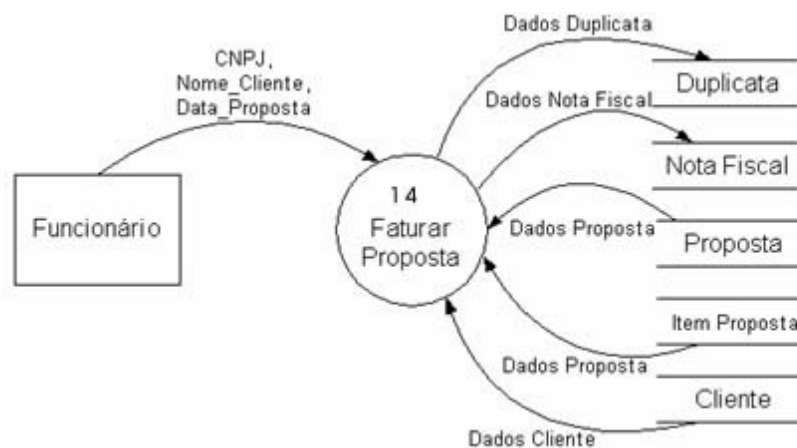 Dados Duplicata
CNPJ,
Nome_Cliente,
Data_Proposta
Duplicata
Dados Nota Fiscal
Nota Fiscal
14
Faturar
Proposta
Funcionário
Dados Proposta
Proposta
Item Proposta
Dados Proposta
Cliente
Dados Cliente